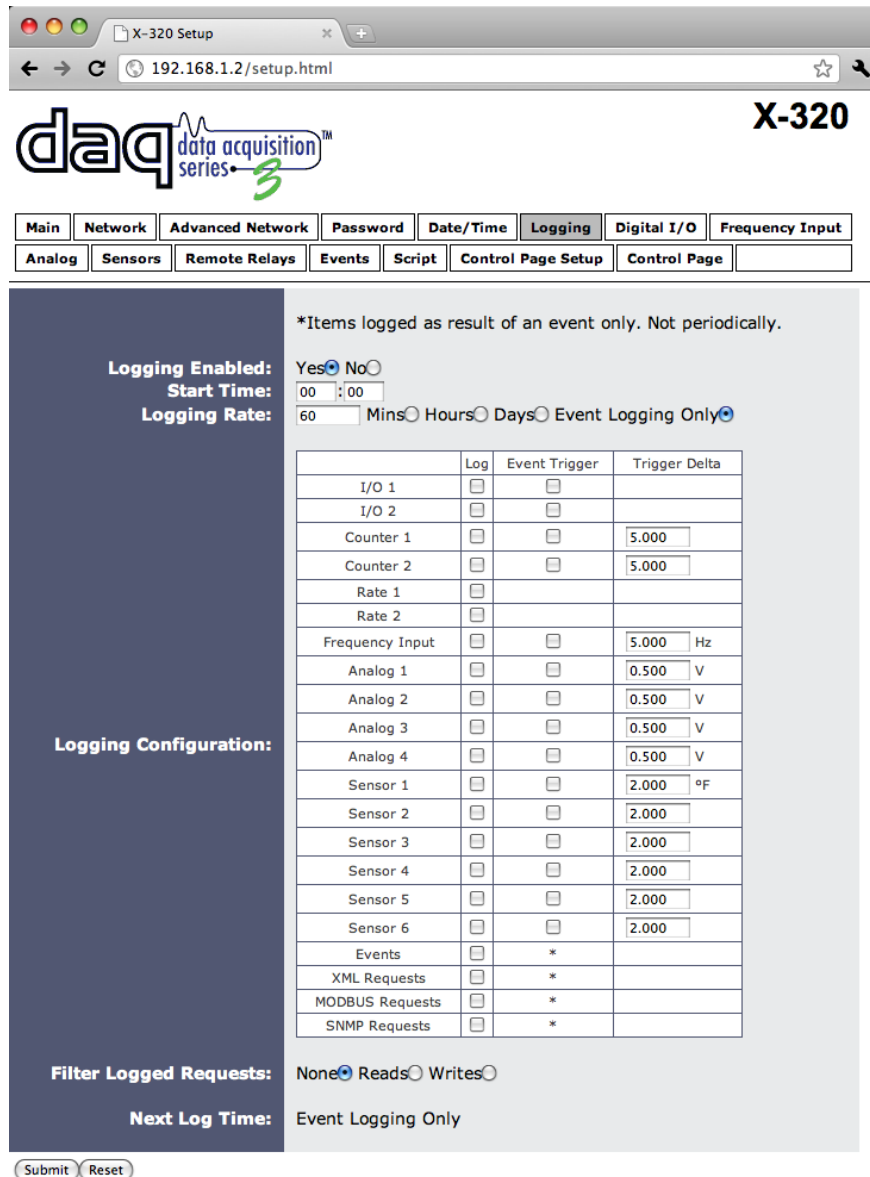 X-320 Setup
192.168.1.2/setup.html
daq data acquisition series 3 TM
X-320
Main Network Advanced Network Password Date/Time Logging Digital I/O Frequency Input
Analog Sensors Remote Relays Events Script Control Page Setup Control Page
*Items logged as result of an event only. Not periodically.
Logging Enabled: Yes No
Start Time: 00 : 00
Logging Rate: 60 Mins Hours Days Event Logging Only
Logging Configuration:
Log Event Trigger Trigger Delta
I/O 1
I/O 2
Counter 1 5.000
Counter 2 5.000
Rate 1
Rate 2
Frequency Input 5.000 Hz
Analog 1 0.500 V
Analog 2 0.500 V
Analog 3 0.500 V
Analog 4 0.500 V
Sensor 1 2.000 ºF
Sensor 2 2.000
Sensor 3 2.000
Sensor 4 2.000
Sensor 5 2.000
Sensor 6 2.000
Events *
XML Requests *
MODBUS Requests *
SNMP Requests *
Filter Logged Requests: None Reads Writes
Next Log Time: Event Logging Only
Submit Reset